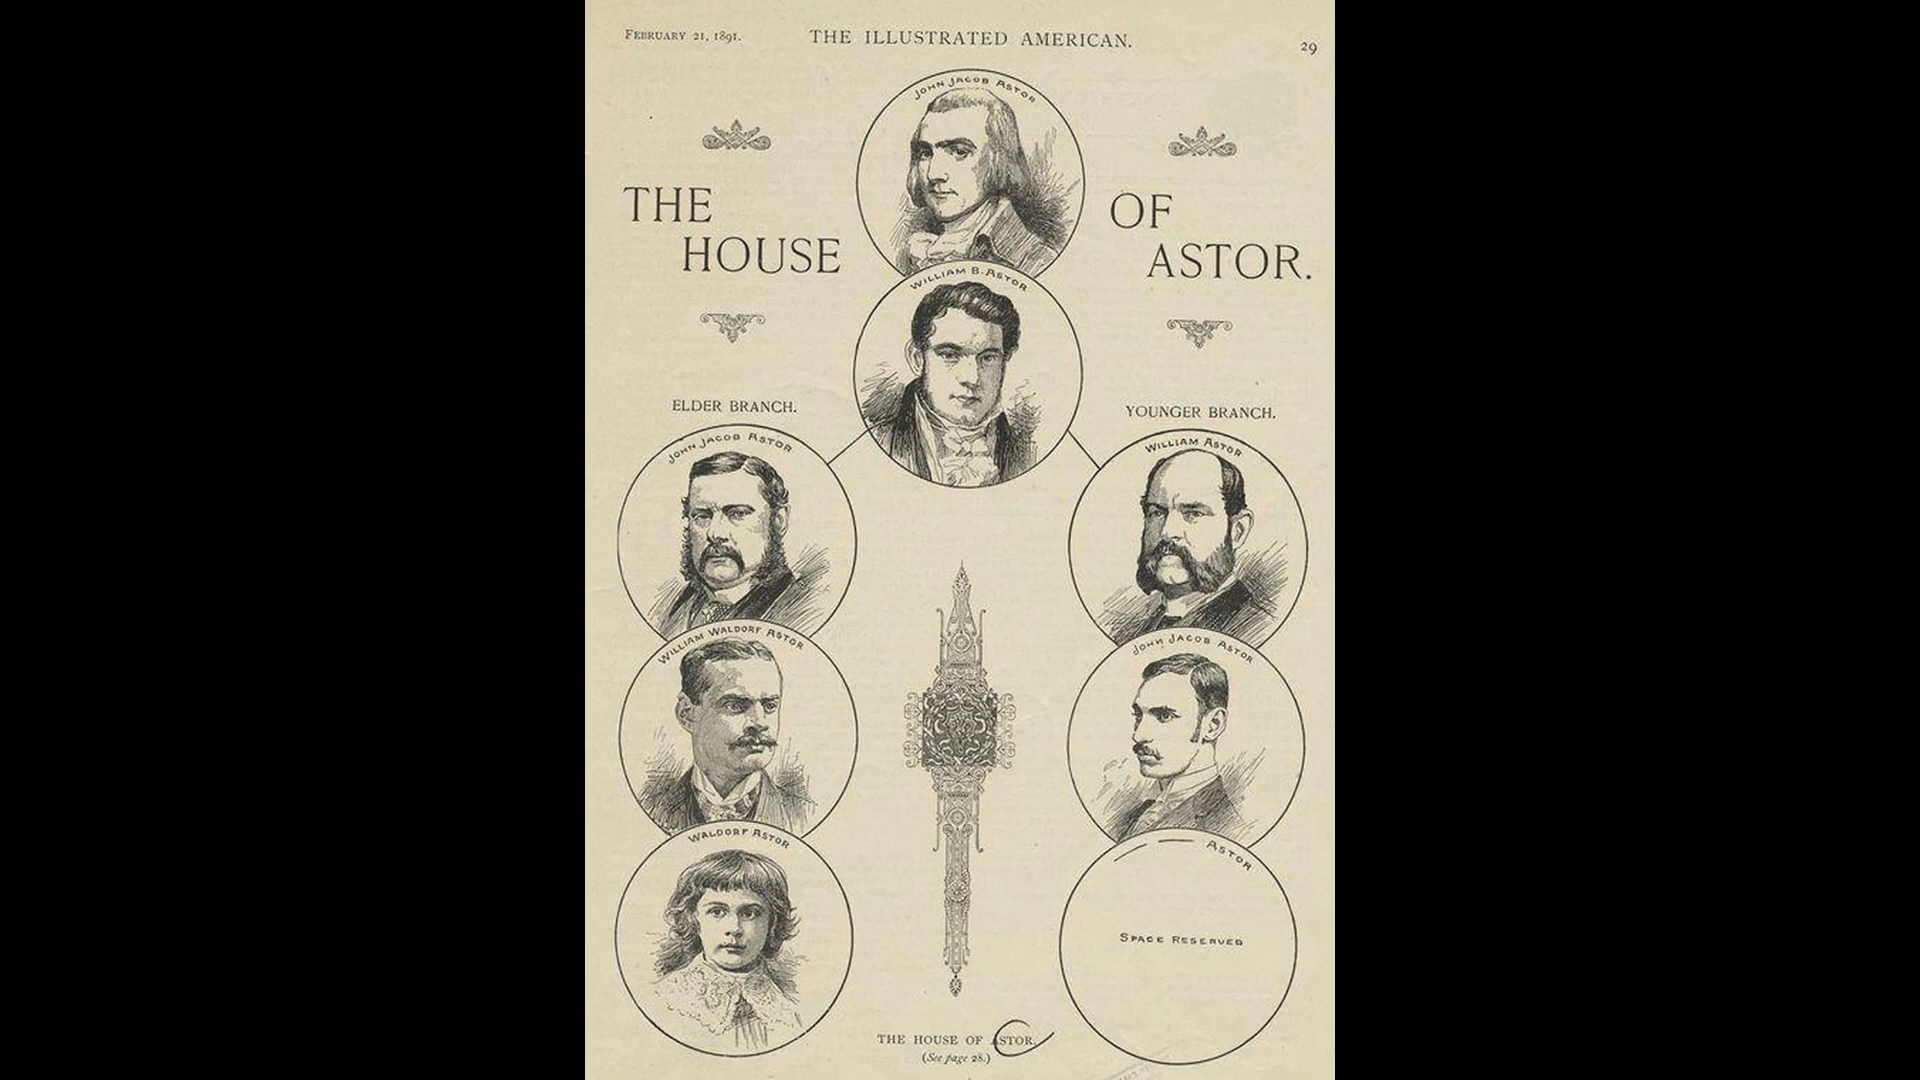 FEBRUARY 21, 1891.
THE ILLUSTRATED AMERICAN.
29
JOHN JACOB ASTOR
THE
HOUSE
OF
ASTOR.
WILLIAM B. ASTOR
ELDER BRANCH.
YOUNGER BRANCH.
JOHN JACOB ASTOR
WILLIAM ASTOR
WILLIAM WALDORF ASTOR
JOHN JACOB ASTOR
WALDORF ASTOR
ASTOR
SPACE RESERVED
THE HOUSE OF ASTOR.
(See page 28.)